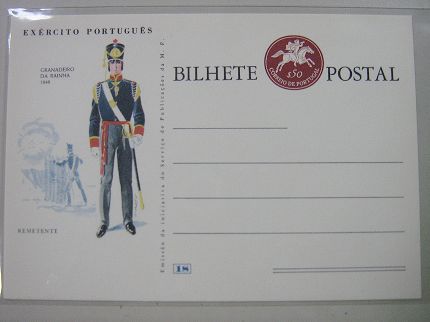 EXÉRCITO PORTUGUÊS
GRANADEIRO
DA RAINHA
REMETENTE
Emissão da iniciativa do Serviço de Publicações da M. P.
BILHETE POSTAL
$50
CORREIO DE PORTUGAL
18